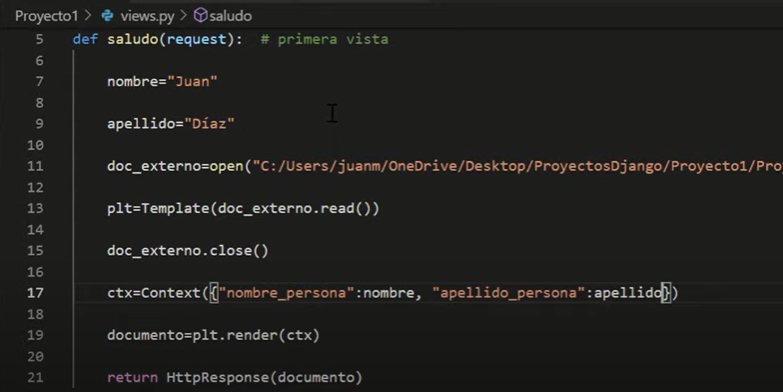 Proyecto1 > views.py > saludo
5 def saludo(request):  # primera vista
6
7     nombre="Juan"
8
9     apellido="Díaz"
10
11     doc_externo=open("C:/Users/juanm/OneDrive/Desktop/ProyectosDjango/Proyecto1/Pro
12
13     plt=Template(doc_externo.read())
14
15     doc_externo.close()
16
17     ctx=Context({"nombre_persona":nombre, "apellido_persona":apellido})
18
19     documento=plt.render(ctx)
20
21     return HttpResponse(documento)